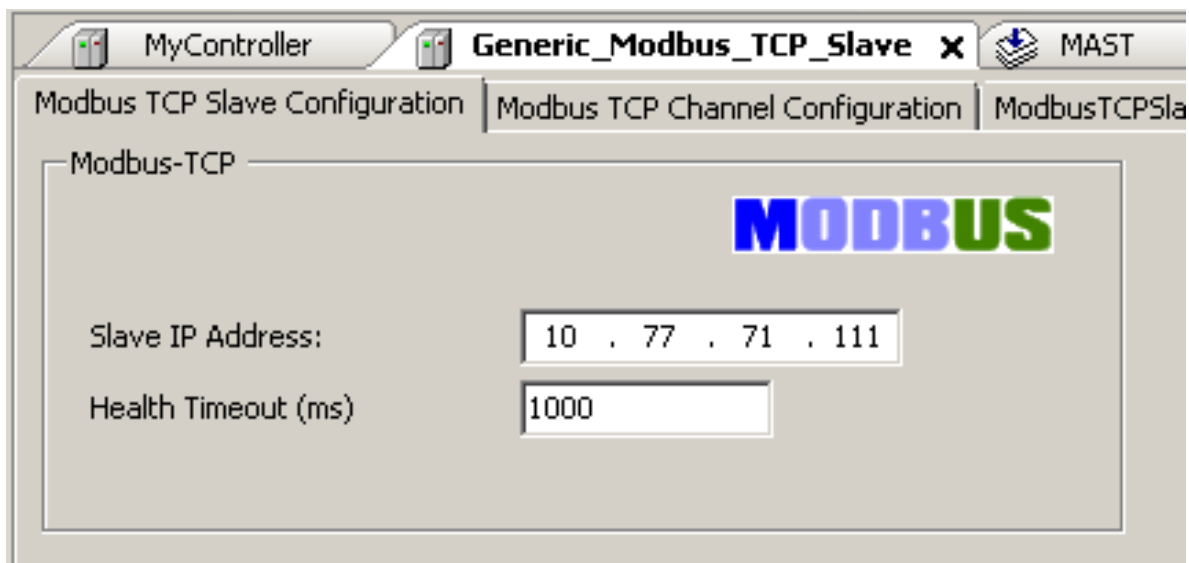 MyController Generic_Modbus_TCP_Slave x MAST
Modbus TCP Slave Configuration Modbus TCP Channel Configuration ModbusTCPSla
Modbus-TCP
MODBUS
Slave IP Address: 10 . 77 . 71 . 111
Health Timeout (ms) 1000